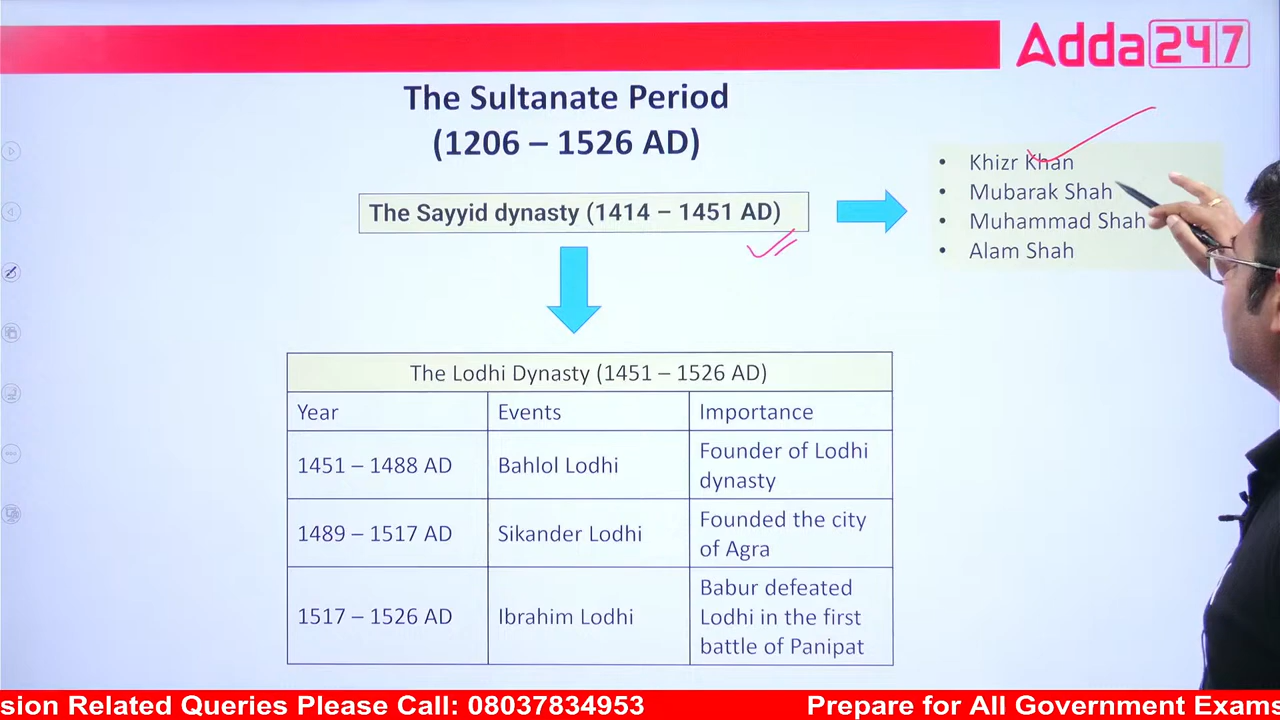 Adda247
The Sultanate Period
(1206 – 1526 AD)
The Sayyid dynasty (1414 – 1451 AD)
• Khizr Khan
• Mubarak Shah
• Muhammad Shah
• Alam Shah
The Lodhi Dynasty (1451 – 1526 AD)
Year Events Importance
1451 – 1488 AD Bahlol Lodhi Founder of Lodhi
dynasty
1489 – 1517 AD Sikander Lodhi Founded the city
of Agra
1517 – 1526 AD Ibrahim Lodhi Babur defeated
Lodhi in the first
battle of Panipat
sion Related Queries Please Call: 08037834953 Prepare for All Government Exams